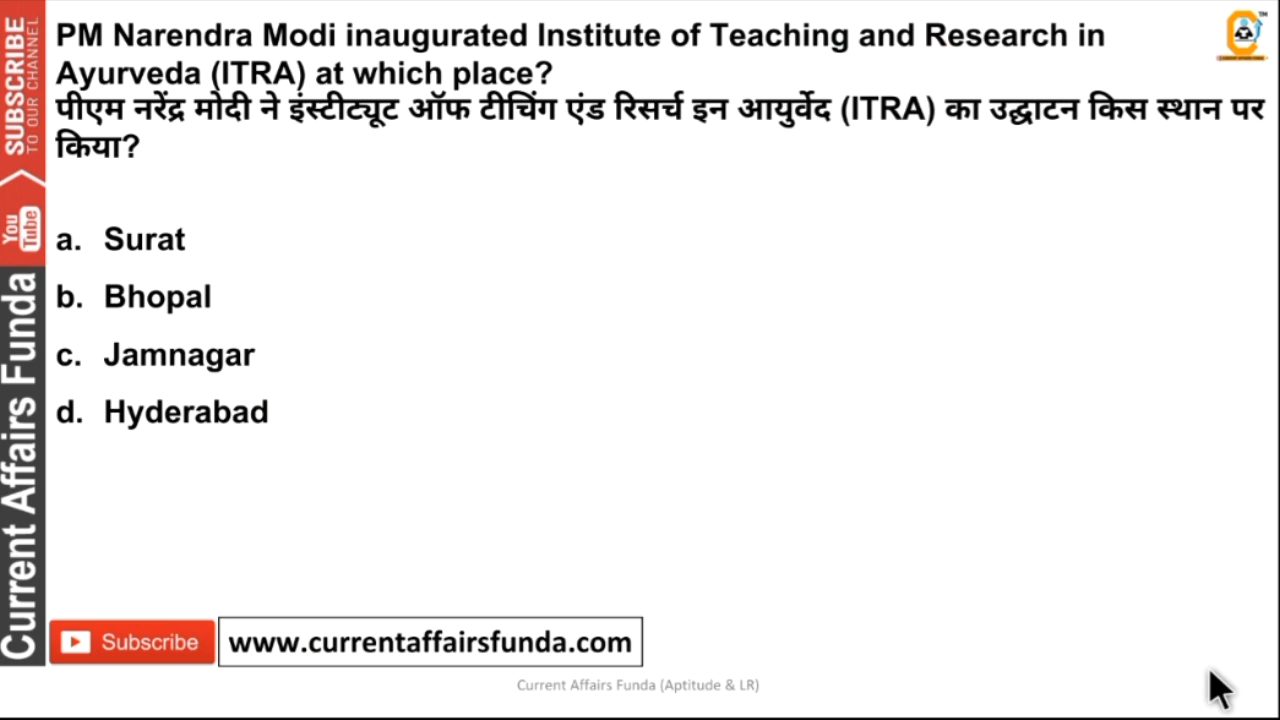 PM Narendra Modi inaugurated Institute of Teaching and Research in
Ayurveda (ITRA) at which place?
पीएम नरेंद्र मोदी ने इंस्टीट्यूट ऑफ टीचिंग एंड रिसर्च इन आयुर्वेद (ITRA) का उद्घाटन किस स्थान पर
किया?
a. Surat
b. Bhopal
c. Jamnagar
d. Hyderabad
SUBSCRIBE
TO OUR CHANNEL
You
Tube
Current Affairs Funda
Subscribe
www.currentaffairsfunda.com
Current Affairs Funda (Aptitude & LR)
TM